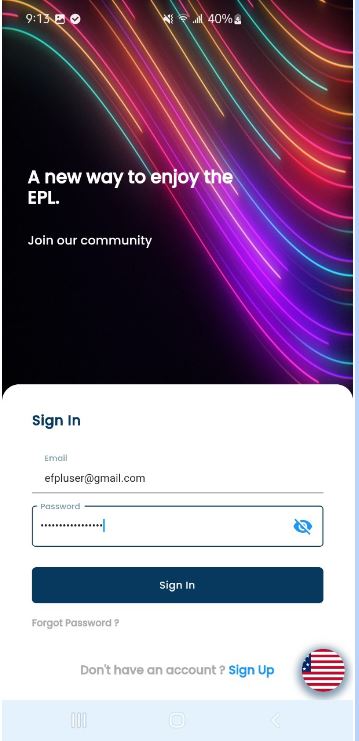 9:13 40%
A new way to enjoy the
EPL.
Join our community
Sign In
Email
efpluser@gmail.com
Password
Sign In
Forgot Password ?
Don't have an account ? Sign Up